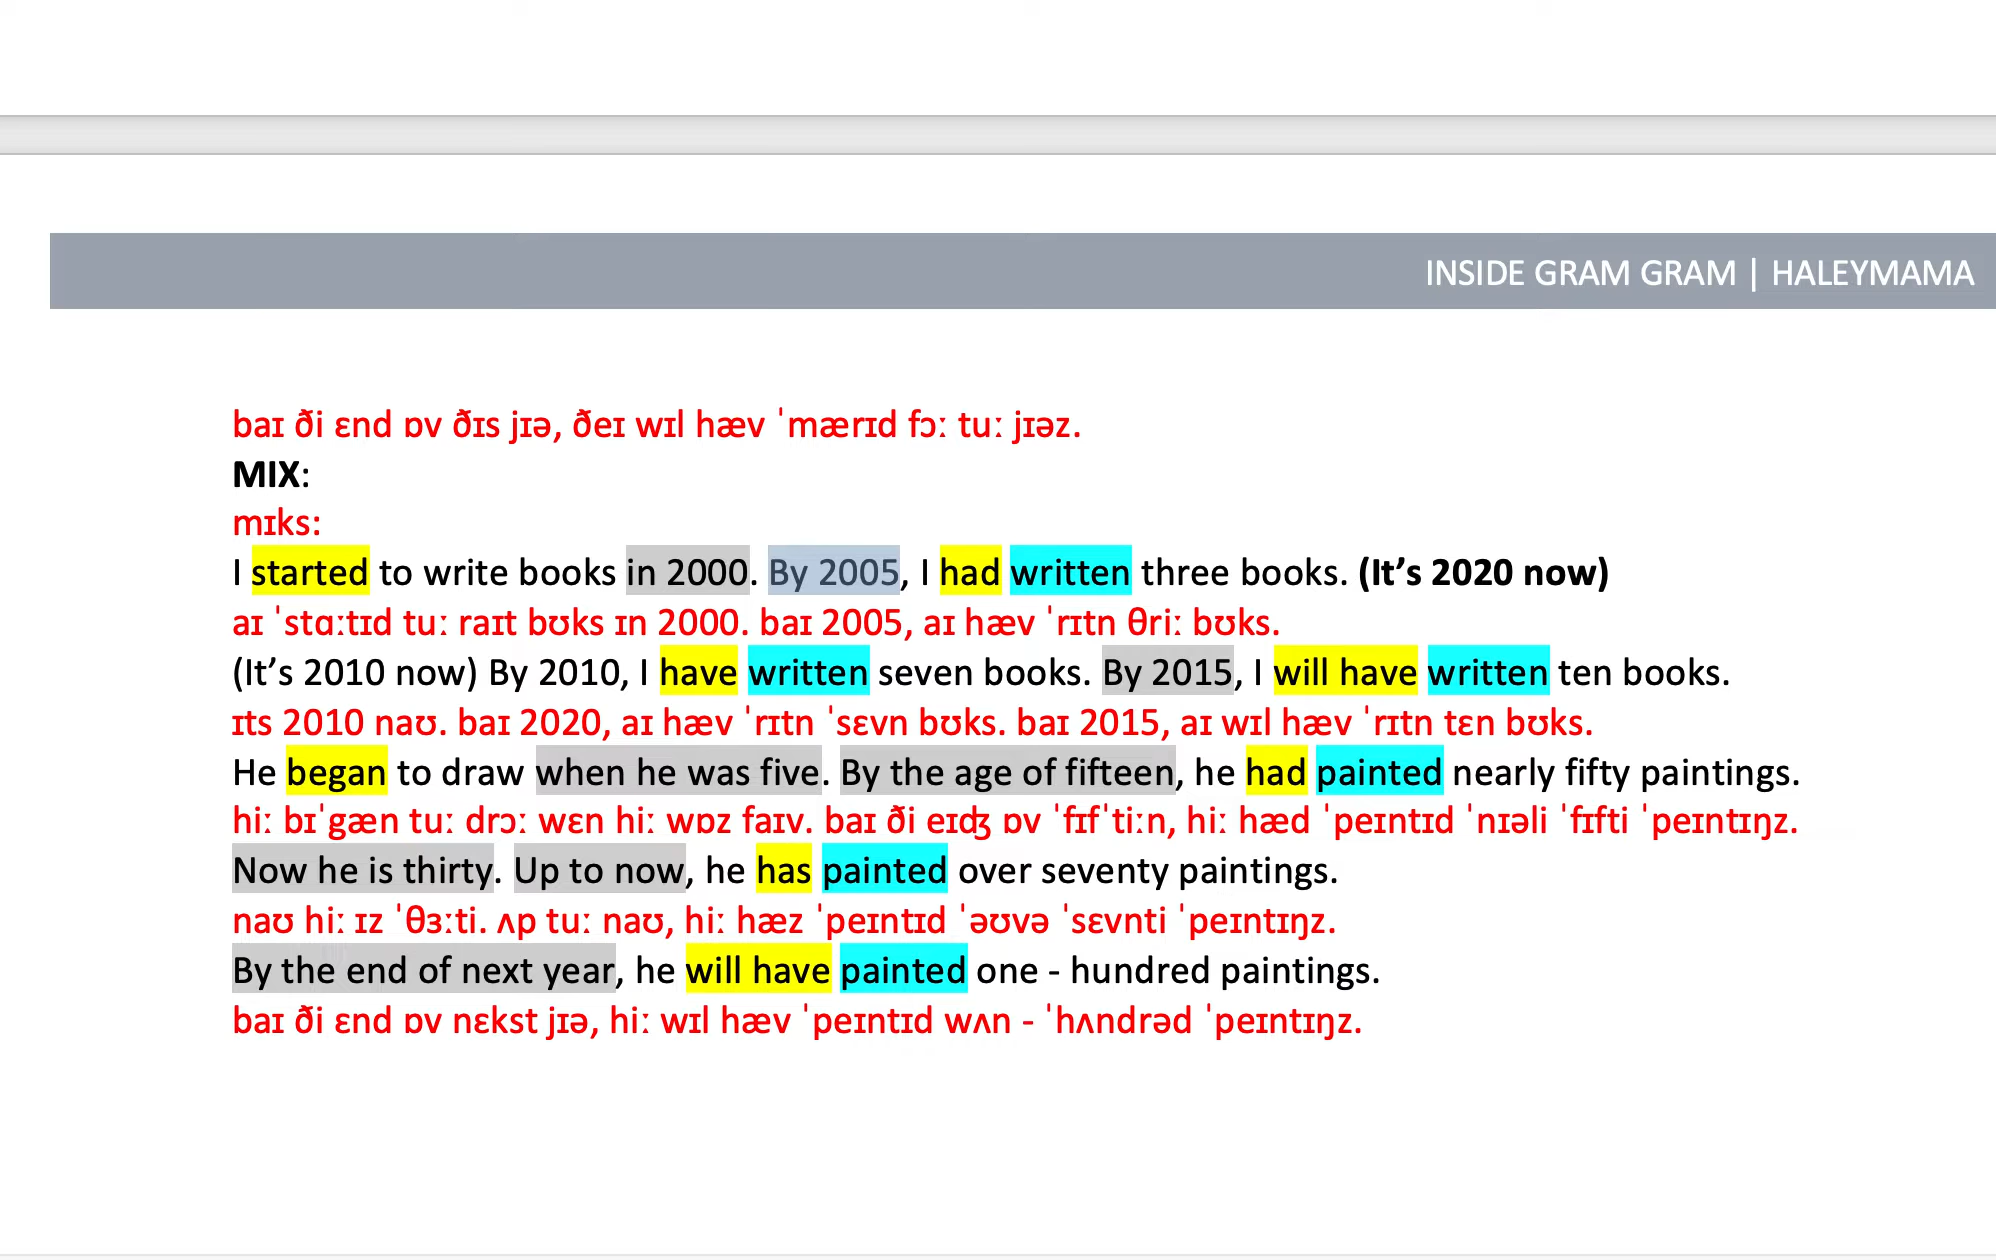 INSIDE GRAM GRAM | HALEYMAMA
baɪ ði ɛnd ɒv ðɪs jɪə, ðeɪ wɪl hæv ˈmærɪd fɔː tuː jɪəz.
MIX:
mɪks:
I started to write books in 2000. By 2005, I had written three books. (It’s 2020 now)
aɪ ˈstɑːtɪd tuː raɪt bʊks ɪn 2000. baɪ 2005, aɪ hæv ˈrɪtn θriː bʊks.
(It’s 2010 now) By 2010, I have written seven books. By 2015, I will have written ten books.
ɪts 2010 naʊ. baɪ 2020, aɪ hæv ˈrɪtn ˈsɛvn bʊks. baɪ 2015, aɪ wɪl hæv ˈrɪtn tɛn bʊks.
He began to draw when he was five. By the age of fifteen, he had painted nearly fifty paintings.
hiː bɪˈgæn tuː drɔː wɛn hiː wɒz faɪv. baɪ ði eɪʤ ɒv ˈfɪfˈtiːn, hiː hæd ˈpeɪntɪd ˈnɪəli ˈfɪfti ˈpeɪntɪŋz.
Now he is thirty. Up to now, he has painted over seventy paintings.
naʊ hiː ɪz ˈθɜːti. ʌp tuː naʊ, hiː hæz ˈpeɪntɪd ˈəʊvə ˈsɛvnti ˈpeɪntɪŋz.
By the end of next year, he will have painted one - hundred paintings.
baɪ ði ɛnd ɒv nɛkst jɪə, hiː wɪl hæv ˈpeɪntɪd wʌn - ˈhʌndrəd ˈpeɪntɪŋz.